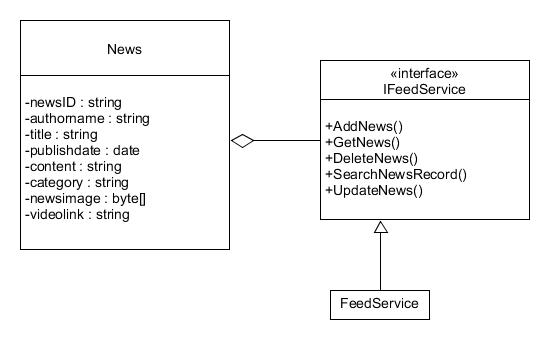 News
-newsID : string
-authorname : string
-title : string
-publishdate : date
-content : string
-category : string
-newsimage : byte[]
-videolink : string
«interface»
IFeedService
+AddNews()
+GetNews()
+DeleteNews()
+SearchNewsRecord()
+UpdateNews()
FeedService